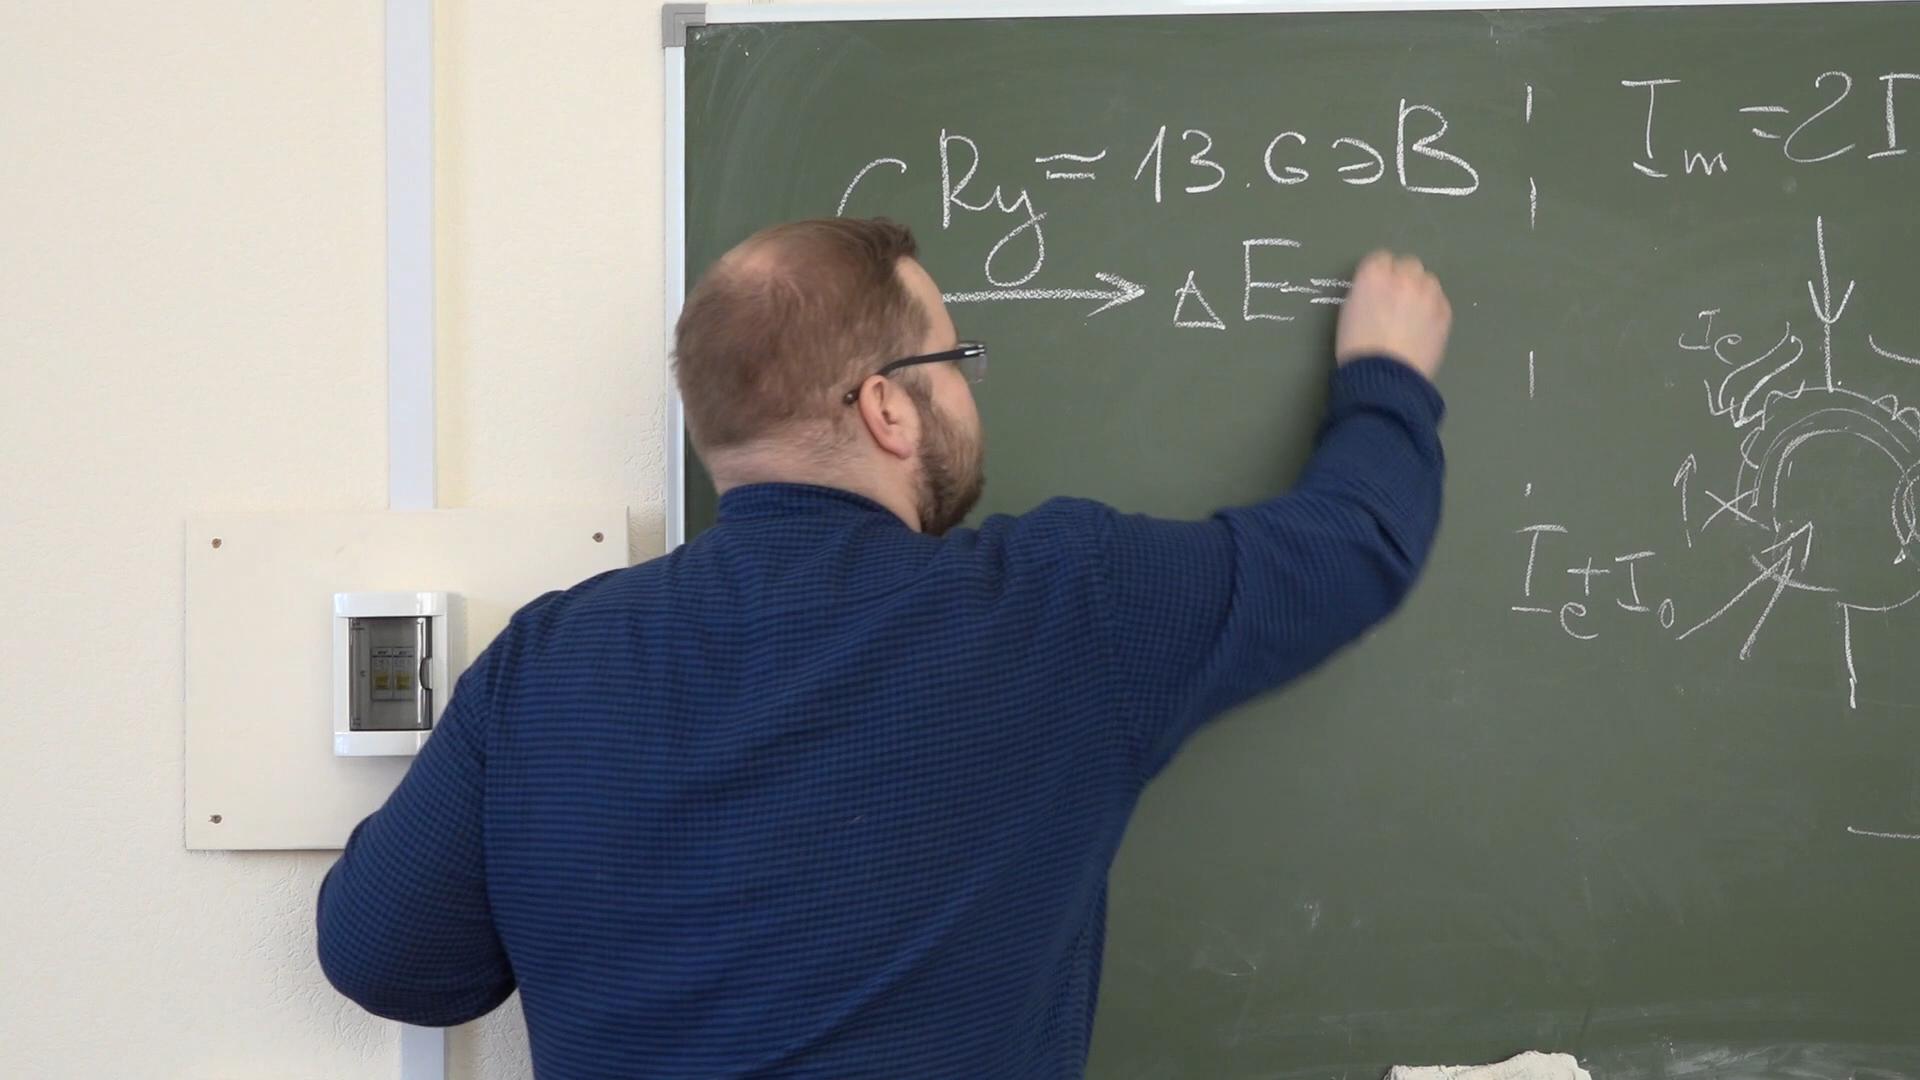 Ry = 13.6 эВ
ΔE =
I_m = 2I
I_e
I_e + I_0